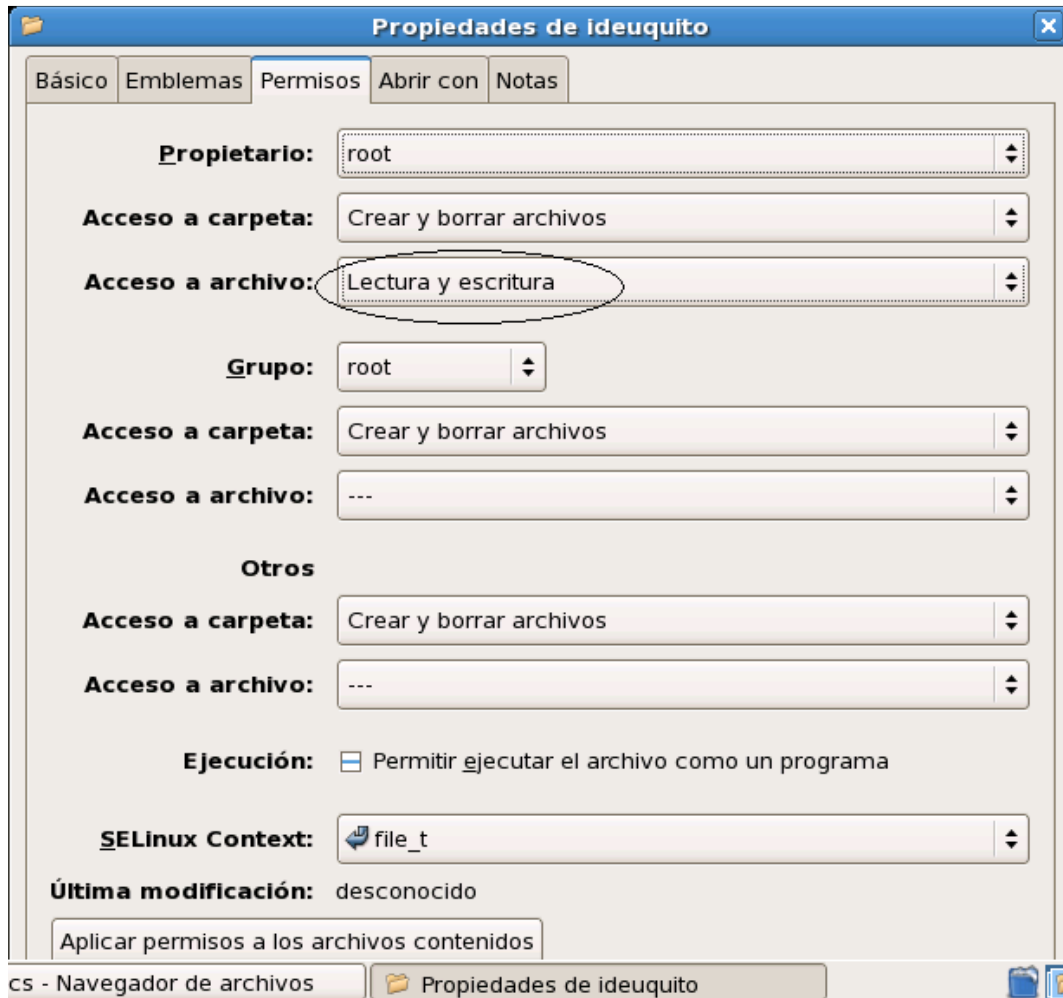 Propiedades de ideuquito
Básico Emblemas Permisos Abrir con Notas
Propietario: root
Acceso a carpeta: Crear y borrar archivos
Acceso a archivo: Lectura y escritura
Grupo: root
Acceso a carpeta: Crear y borrar archivos
Acceso a archivo: ---
Otros
Acceso a carpeta: Crear y borrar archivos
Acceso a archivo: ---
Ejecución: Permitir ejecutar el archivo como un programa
SELinux Context: file_t
Última modificación: desconocido
Aplicar permisos a los archivos contenidos
cs - Navegador de archivos Propiedades de ideuquito